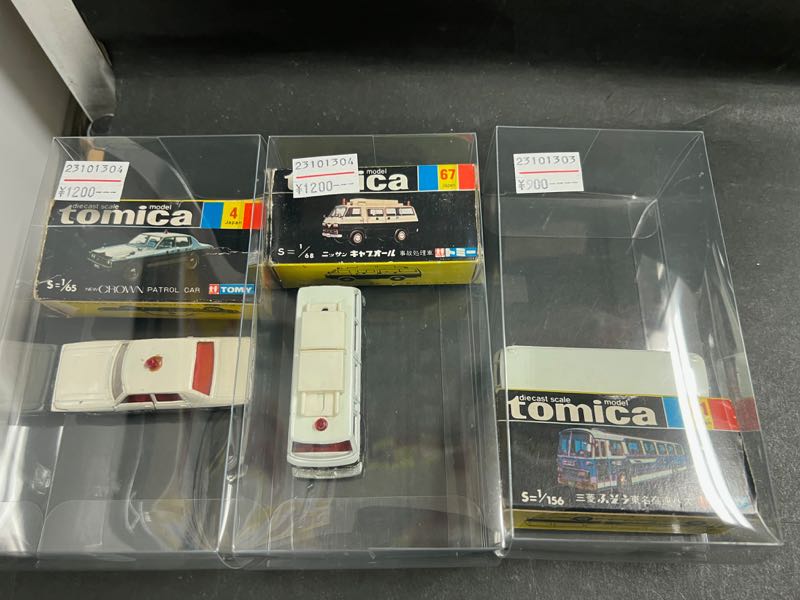 23101304
¥1200---
diecast scale model
tomica
4
Japan
S=1/65
NEW CROWN PATROL CAR
TOMY
23101304
¥1200---
model
mica
67
Japan
S=1/68
ニッサン キャブオール 事故処理車
トミー
23101303
¥900---
diecast scale model
tomica
1
S=1/156
三菱ふそう東名高速バス